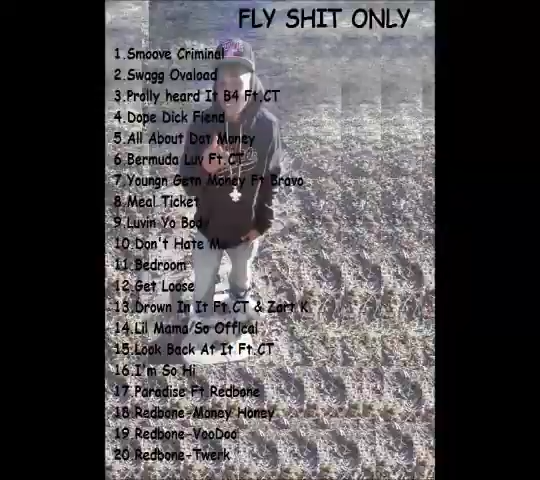 FLY SHIT ONLY
1.Smoove Criminal
2.Swagg Ovaload
3.Prolly heard It B4 Ft.CT
4.Dope Dick Fiend
5.All About Dat Money
6.Bermuda Luv Ft.CT
7.Youngn Getn Money Ft Bravo
8.Meal Ticket
9.Luvin Yo Body
10.Don't Hate Me
11.Bedroom
12.Get Loose
13.Drown In It Ft.CT & Zart K
14.Lil Mama So Offical
15.Look Back At It Ft.CT
16.I'm So Hi
17.Paradise Ft Redbone
18.Redbone-Money Honey
19.Redbone-VooDoo
20.Redbone-Twerk